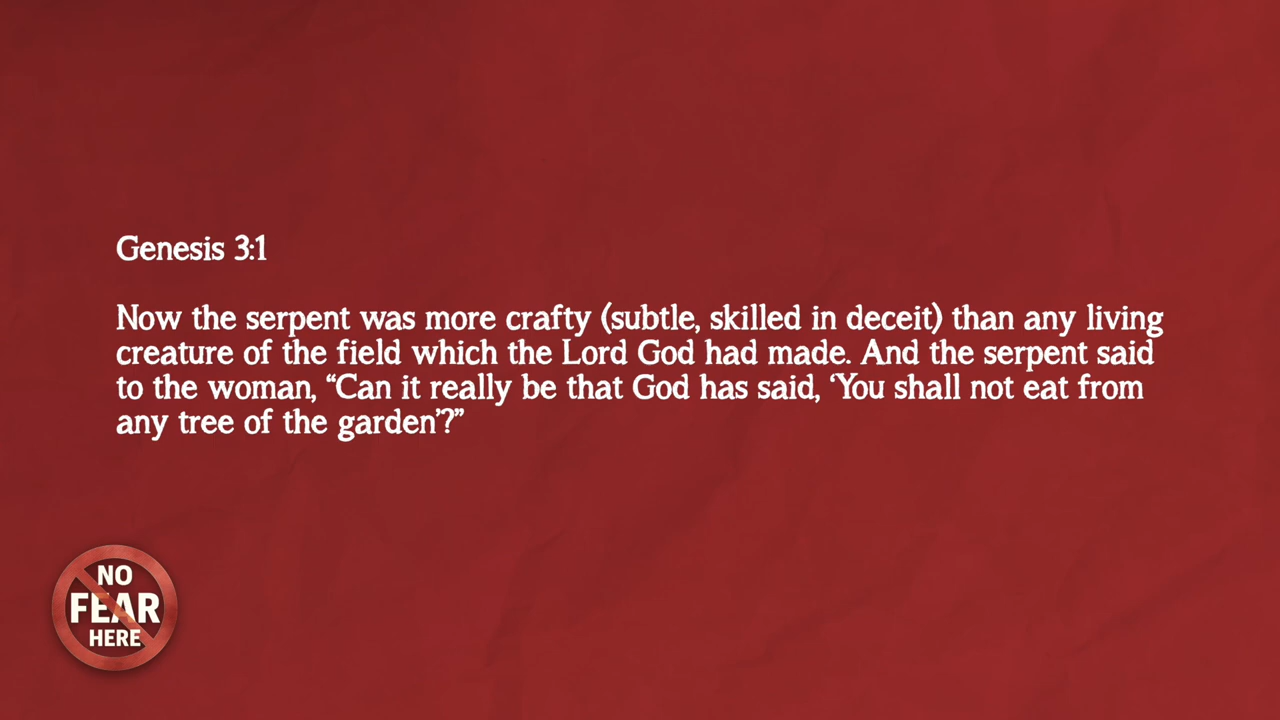 Genesis 3:1
Now the serpent was more crafty (subtle, skilled in deceit) than any living
creature of the field which the Lord God had made. And the serpent said
to the woman, “Can it really be that God has said, ‘You shall not eat from
any tree of the garden’?”
NO
FEAR
HERE